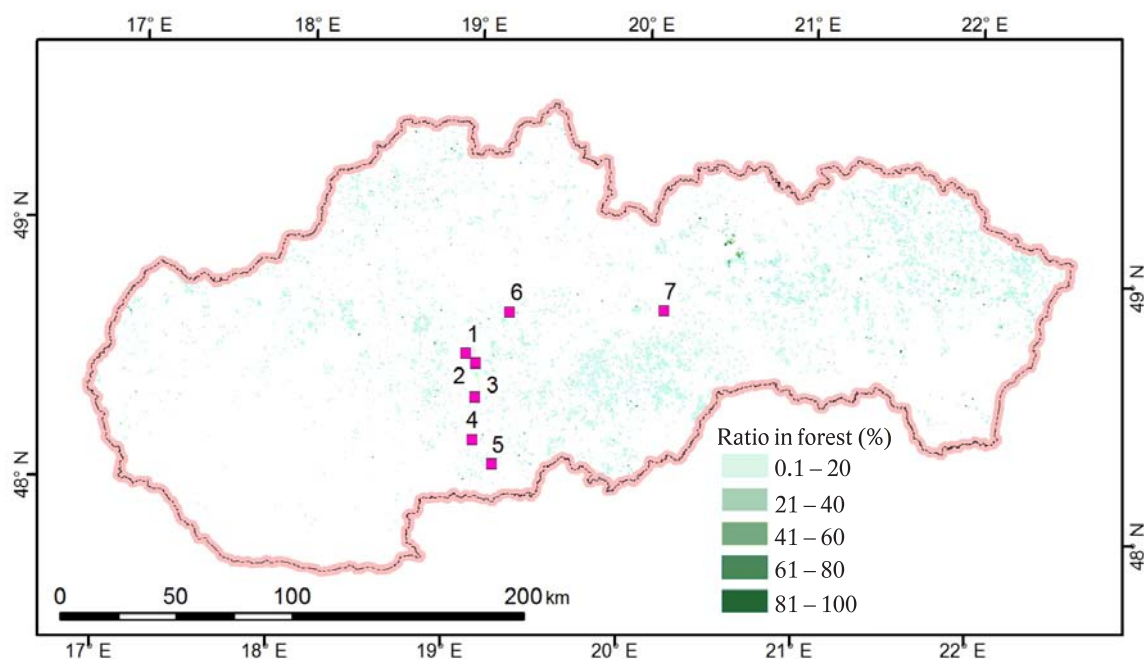 17° E 18° E 19° E 20° E 21° E 22° E
49° N
49° N
6
7
1
2
3
4
5
48° N
48° N
Ratio in forest (%)
0.1 – 20
21 – 40
41 – 60
61 – 80
81 – 100
0 50 100 200 km
17° E 18° E 19° E 20° E 21° E 22° E